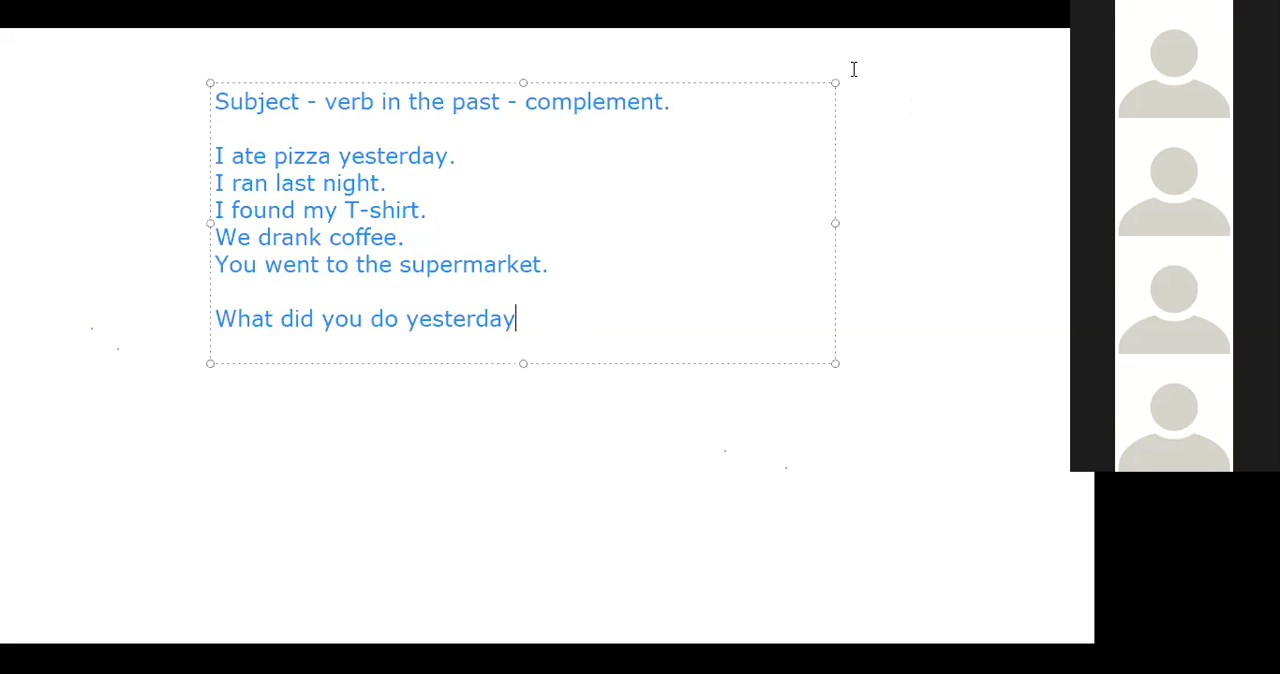 Subject - verb in the past - complement.
I ate pizza yesterday.
I ran last night.
I found my T-shirt.
We drank coffee.
You went to the supermarket.
What did you do yesterday